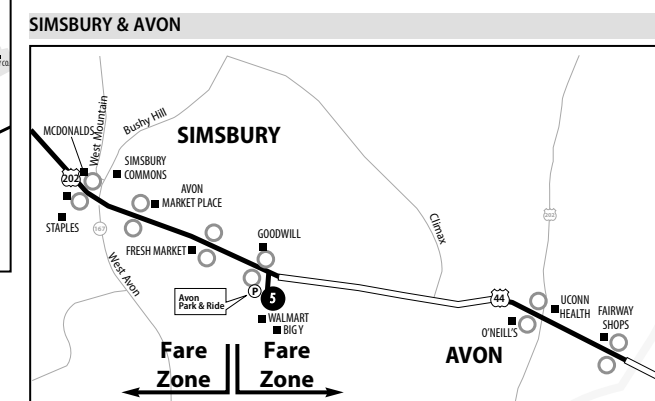 SIMSBURY & AVON
MCDONALDS
West Mountain
Bushy Hill
SIMSBURY
202
SIMSBURY
COMMONS
AVON
MARKET PLACE
STAPLES
167
West Avon
FRESH MARKET
GOODWILL
Climax
202
Avon
Park & Ride
P
5
WALMART
BIG Y
44
UCONN
HEALTH
O'NEILL'S
FAIRWAY
SHOPS
AVON
Fare
Zone
Fare
Zone